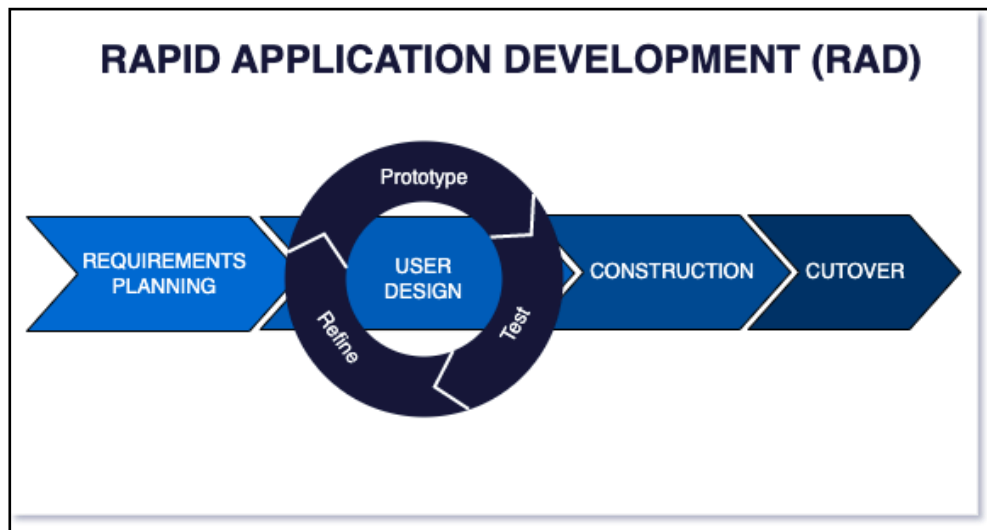 RAPID APPLICATION DEVELOPMENT (RAD)
Prototype
REQUIREMENTS
PLANNING
USER
DESIGN
CONSTRUCTION
CUTOVER
Refine
Test